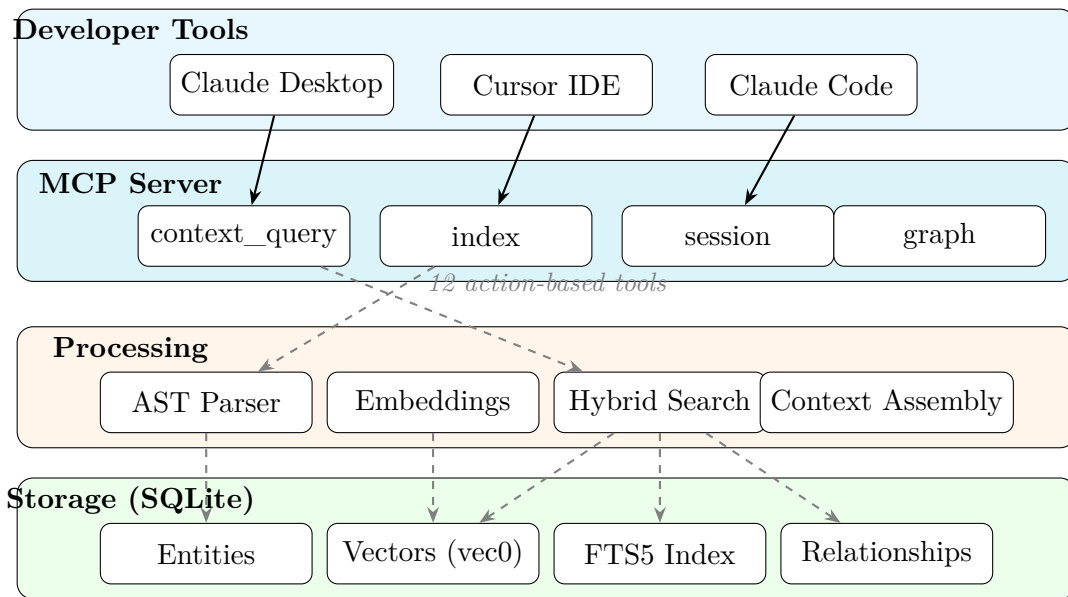 Developer Tools
Claude Desktop
Cursor IDE
Claude Code
MCP Server
context_query
index
session
graph
12 action-based tools
Processing
AST Parser
Embeddings
Hybrid Search
Context Assembly
Storage (SQLite)
Entities
Vectors (vec0)
FTS5 Index
Relationships